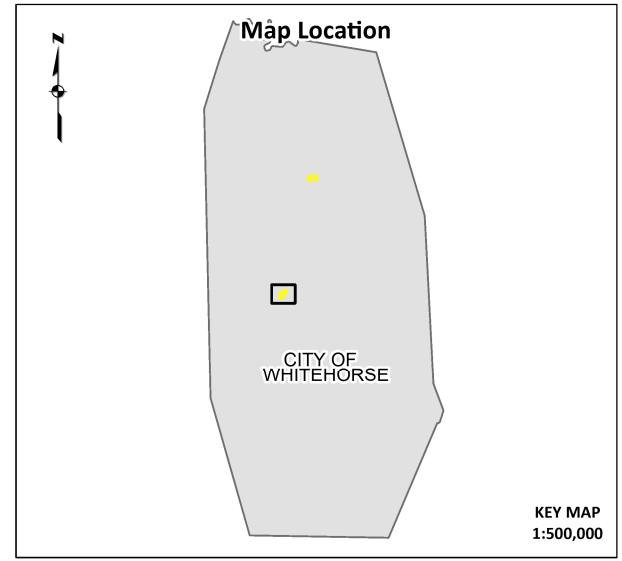 Map Location
N
CITY OF
WHITEHORSE
KEY MAP
1:500,000